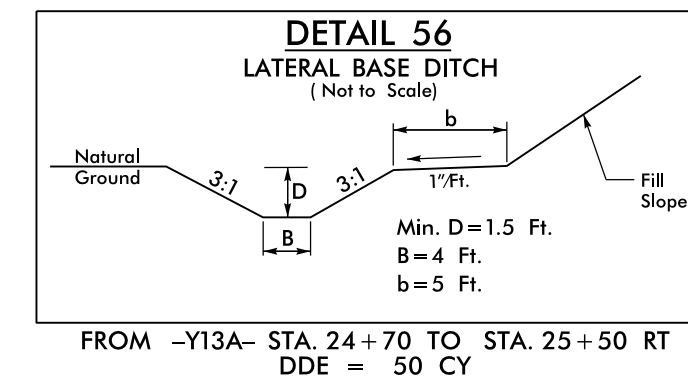 DETAIL 56
LATERAL BASE DITCH
( Not to Scale)
b
Natural
Ground
3:1
D
3:1
1"/Ft.
Fill
Slope
B
Min. D=1.5 Ft.
B=4 Ft.
b=5 Ft.
FROM –Y13A– STA. 24+70 TO STA. 25+50 RT
DDE = 50 CY